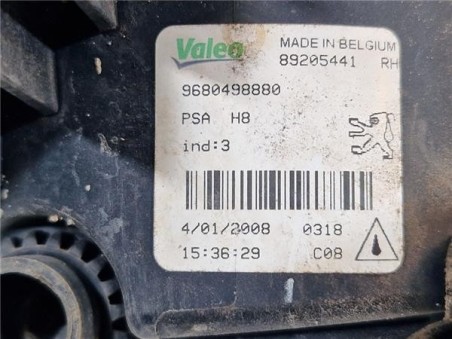 Valeo MADE IN BELGIUM
89205441 RH
9680498880
PSA H8
ind:3
4/01/2008 0318
15:36:29 C08